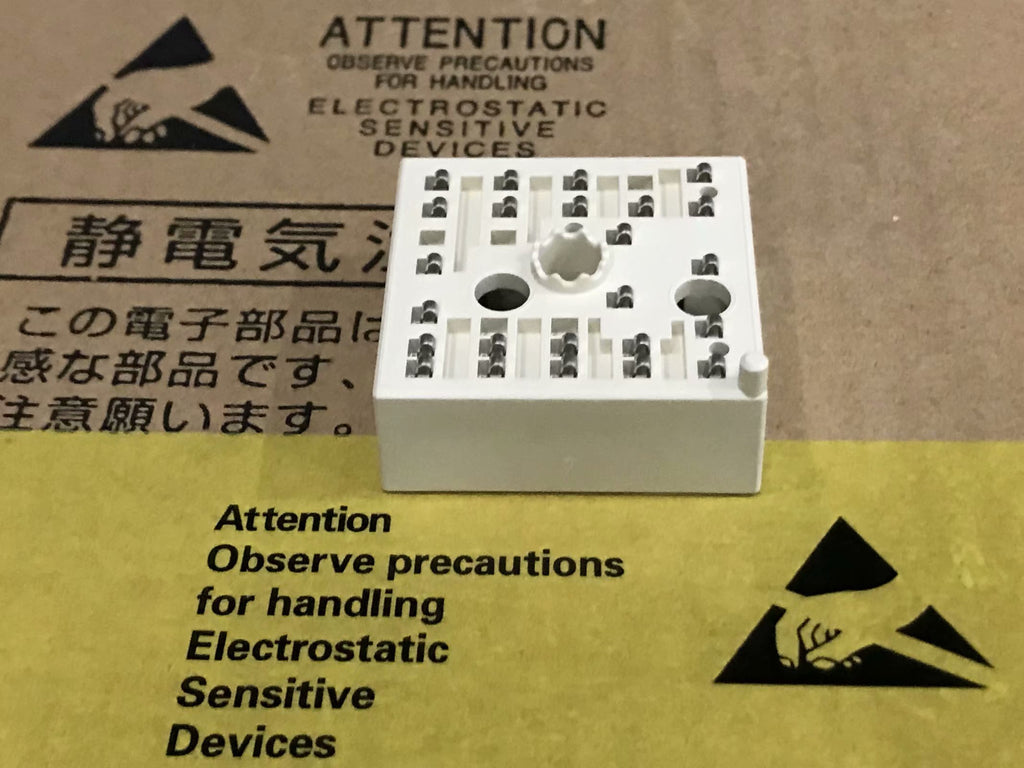 ATTENTION
OBSERVE PRECAUTIONS
FOR HANDLING
ELECTROSTATIC
SENSITIVE
DEVICES
静電気
この電子部品は
感な部品です、
注意願います。
Attention
Observe precautions
for handling
Electrostatic
Sensitive
Devices